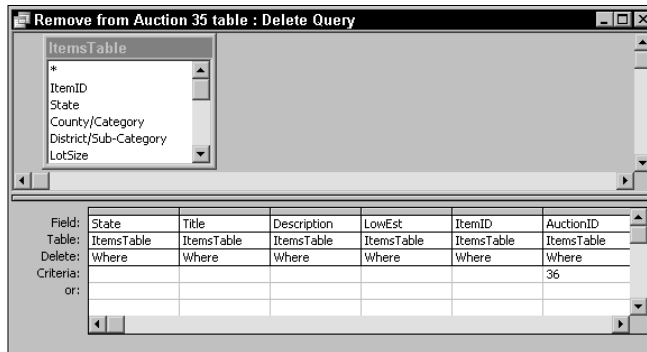 Remove from Auction 35 table : Delete Query
ItemsTable
*
ItemID
State
County/Category
District/Sub-Category
LotSize
Field: State Title Description LowEst ItemID AuctionID
Table: ItemsTable ItemsTable ItemsTable ItemsTable ItemsTable ItemsTable
Delete: Where Where Where Where Where Where
Criteria: 36
or: